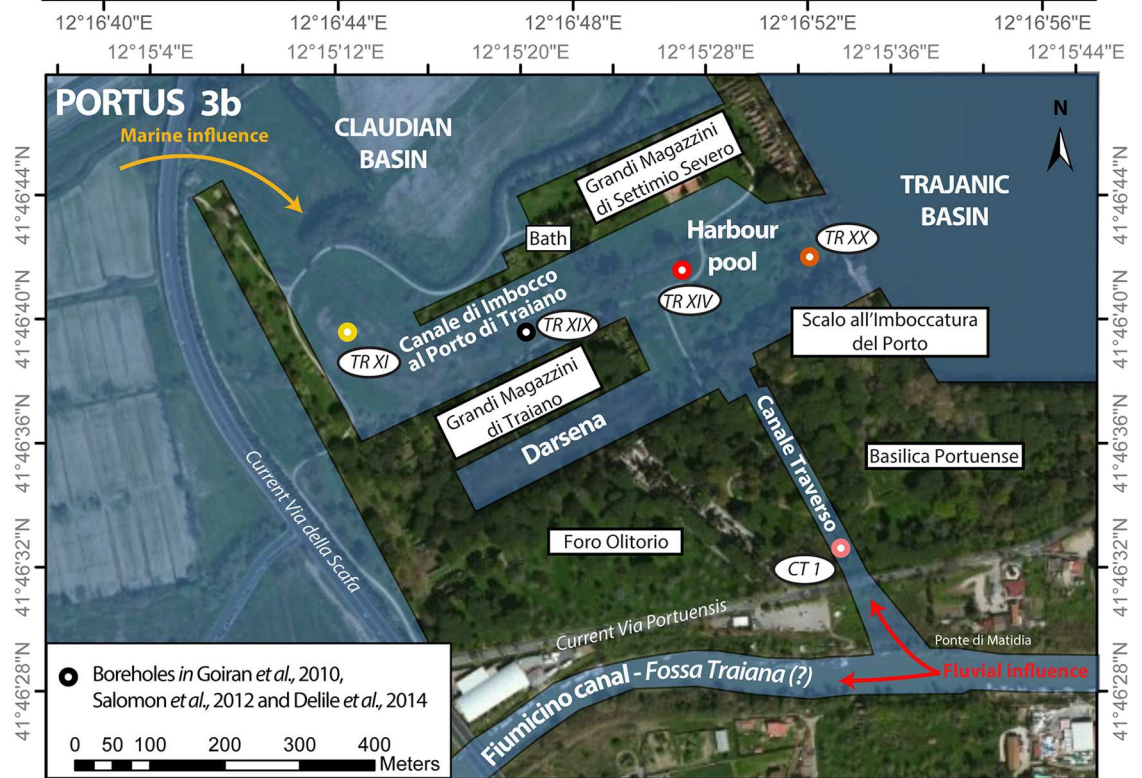 12°16'40"E 12°16'44"E 12°16'48"E 12°16'52"E 12°16'56"E
12°15'4"E 12°15'12"E 12°15'20"E 12°15'28"E 12°15'36"E 12°15'44"E
PORTUS 3b
Marine influence
CLAUDIAN
BASIN
Grandi Magazzini
di Settimio Severo
N
TRAJANIC
BASIN
41°46'44"N
41°46'44"N
Bath
Harbour
pool
TR XX
TR XIV
Canale di Imbocco
al Porto di Traiano
TR XIX
TR XI
41°46'40"N
41°46'40"N
Scalo all'Imboccatura
del Porto
Grandi Magazzini
di Traiano
Darsena
Canale Traverso
41°46'36"N
41°46'36"N
Basilica Portuense
Current Via della Scafa
Foro Olitorio
CT 1
41°46'32"N
41°46'32"N
Current Via Portuensis
Ponte di Matidia
Fluvial influence
Fiumicino canal - Fossa Traiana (?)
41°46'28"N
41°46'28"N
Boreholes in Goiran et al., 2010,
Salomon et al., 2012 and Delile et al., 2014
0 50 100 200 300 400
Meters